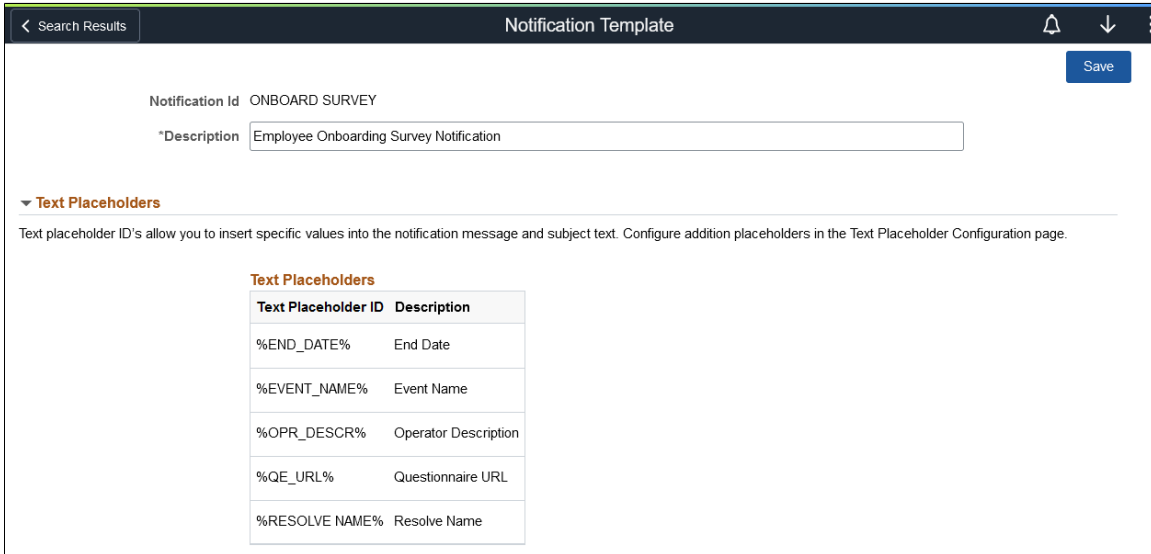 Search Results
Notification Template
Save
Notification Id ONBOARD SURVEY
*Description Employee Onboarding Survey Notification
Text Placeholders
Text placeholder ID's allow you to insert specific values into the notification message and subject text. Configure addition placeholders in the Text Placeholder Configuration page.
Text Placeholders
Text Placeholder ID Description
%END_DATE% End Date
%EVENT_NAME% Event Name
%OPR_DESCR% Operator Description
%QE_URL% Questionnaire URL
%RESOLVE NAME% Resolve Name